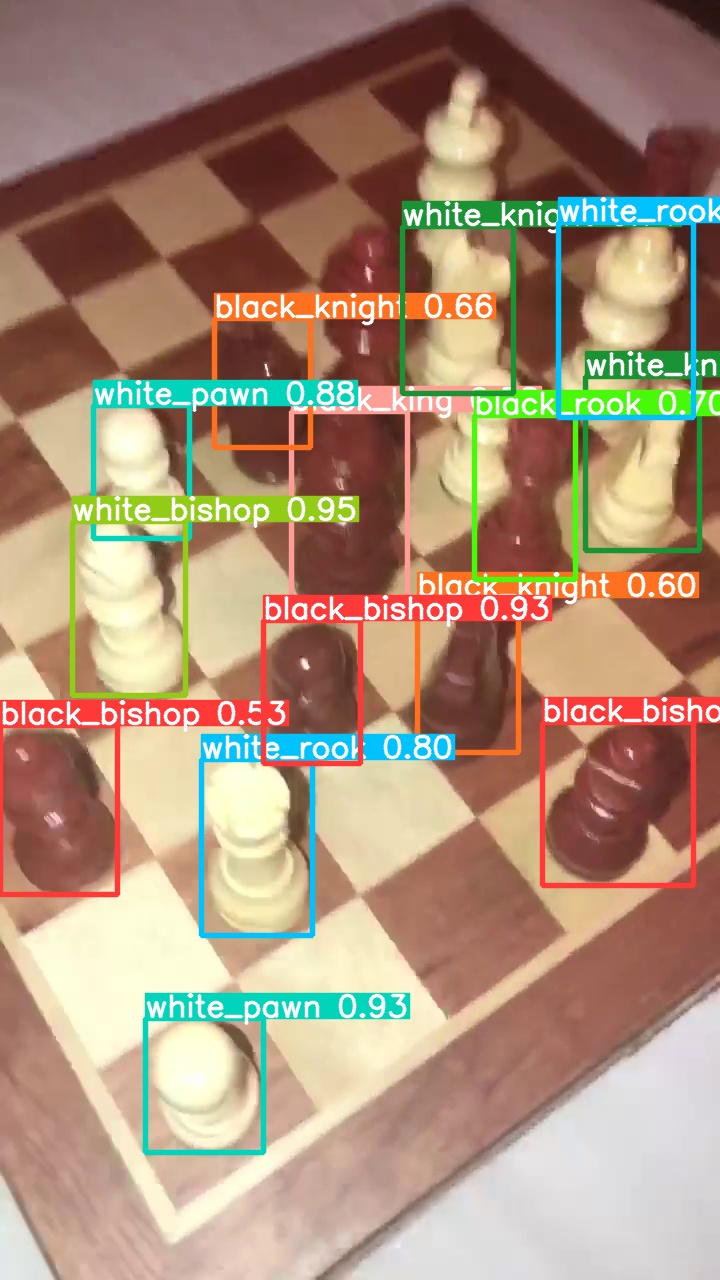 white_knig
white_rook
black_knight 0.66
white_kn
white_pawn 0.88
ck_king
black_rook 0.70
white_bishop 0.95
black_knight 0.60
black_bishop 0.93
black_bishop 0.53
black_bisho
white_rook 0.80
white_pawn 0.93